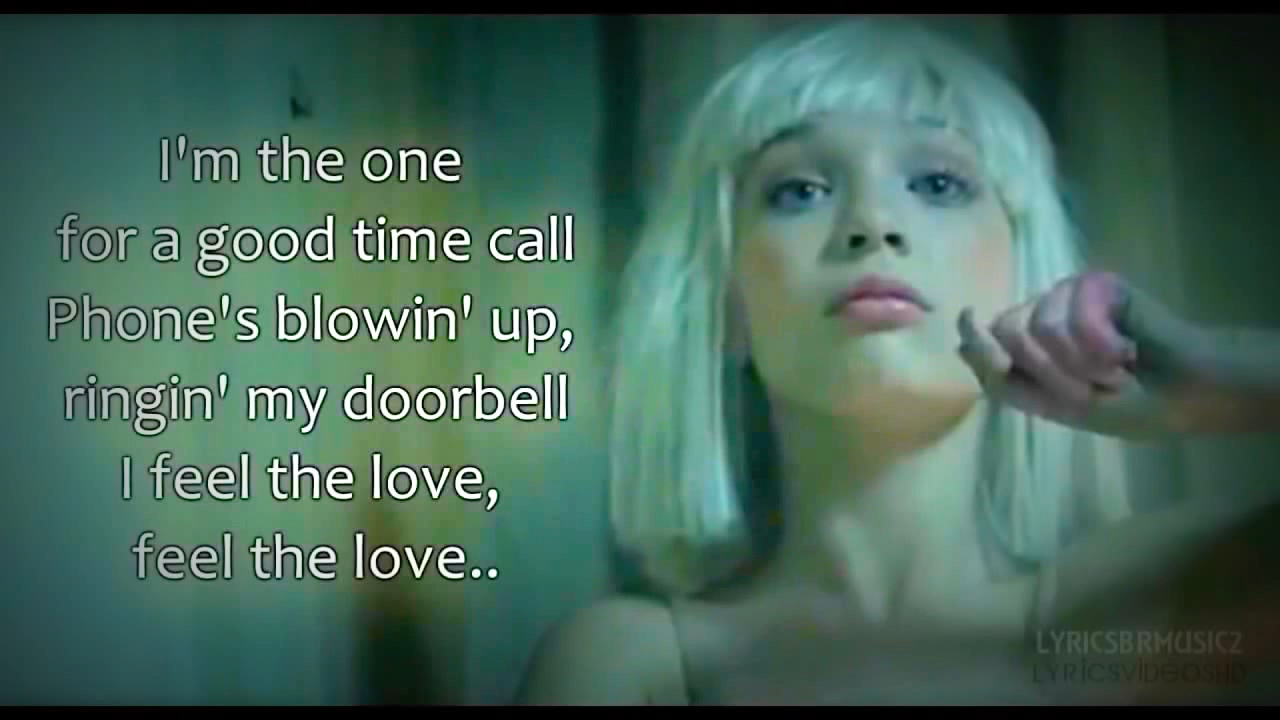 I'm the one
for a good time call
Phone's blowin' up,
ringin' my doorbell
I feel the love,
feel the love..
LYRICSBRMUSIC2
LYRICSVIDEOSHD